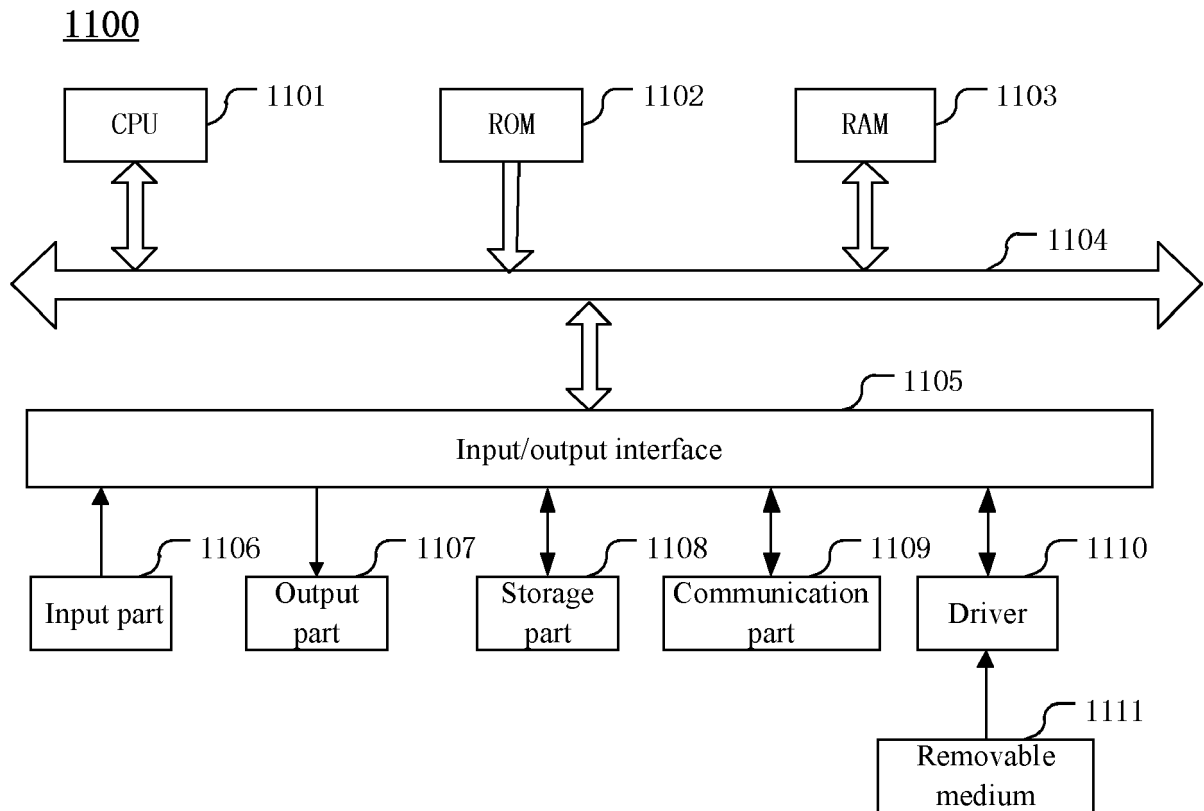 1100
CPU
1101
ROM
1102
RAM
1103
1104
1105
Input/output interface
1106
1107
1108
1109
1110
Input part
Output
part
Storage
part
Communication
part
Driver
1111
Removable
medium